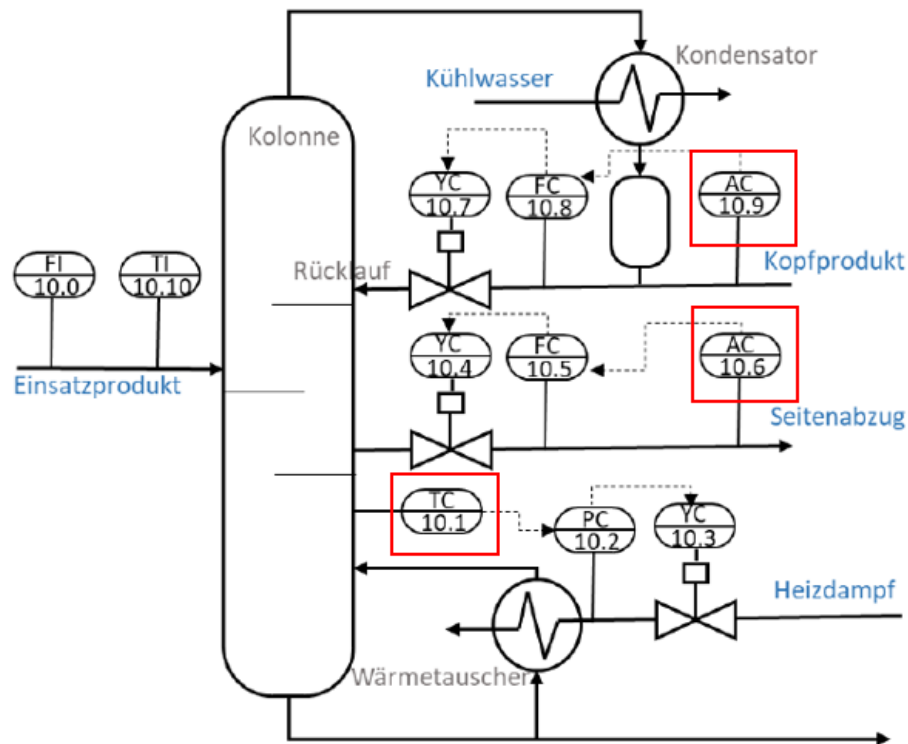 Kondensator
Kühlwasser
Kolonne
YC
10.7
FC
10.8
AC
10.9
FI
10.0
TI
10.10
Rücklauf
Kopfprodukt
YC
10.4
FC
10.5
AC
10.6
Einsatzprodukt
Seitenabzug
TC
10.1
PC
10.2
YC
10.3
Heizdampf
Wärmetauscher